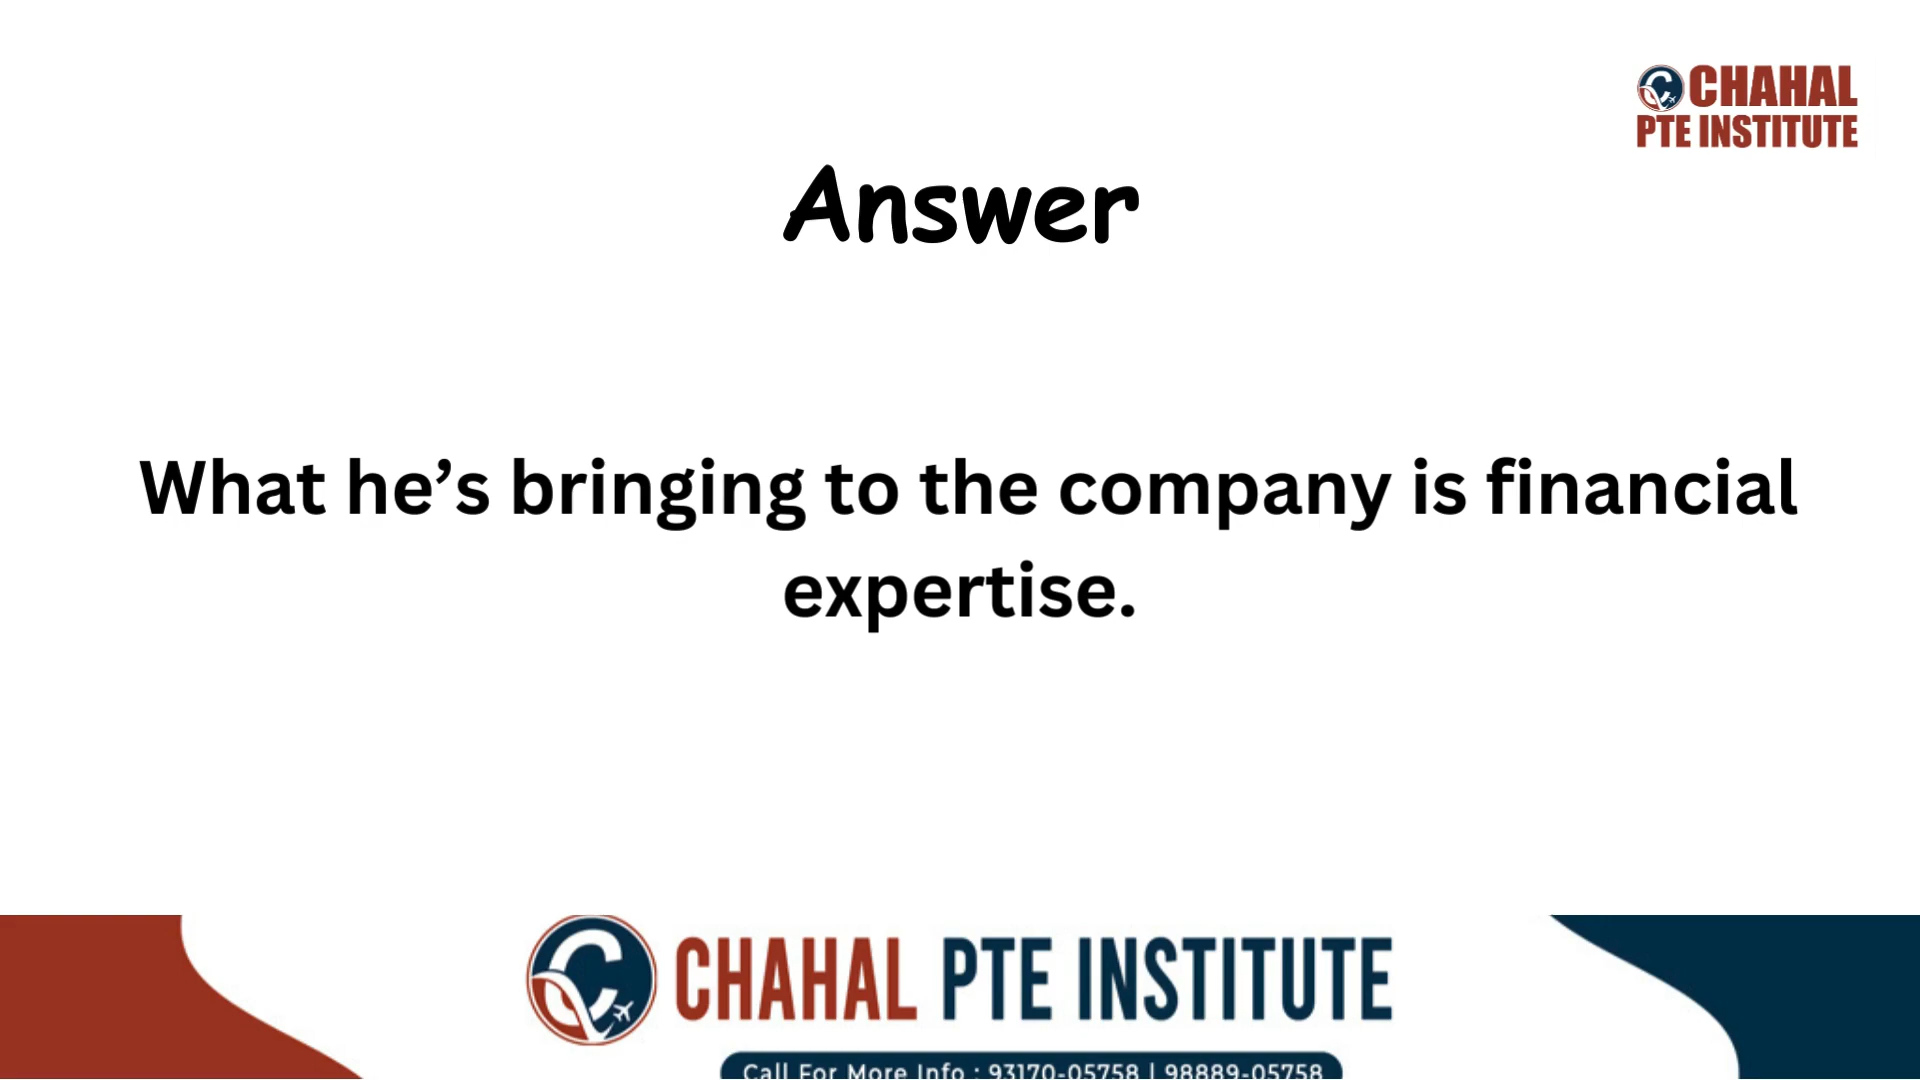 CHAHAL
PTE INSTITUTE
Answer
What he’s bringing to the company is financial
expertise.
CHAHAL PTE INSTITUTE
Call For More Info : 93170-05758 | 98889-05758